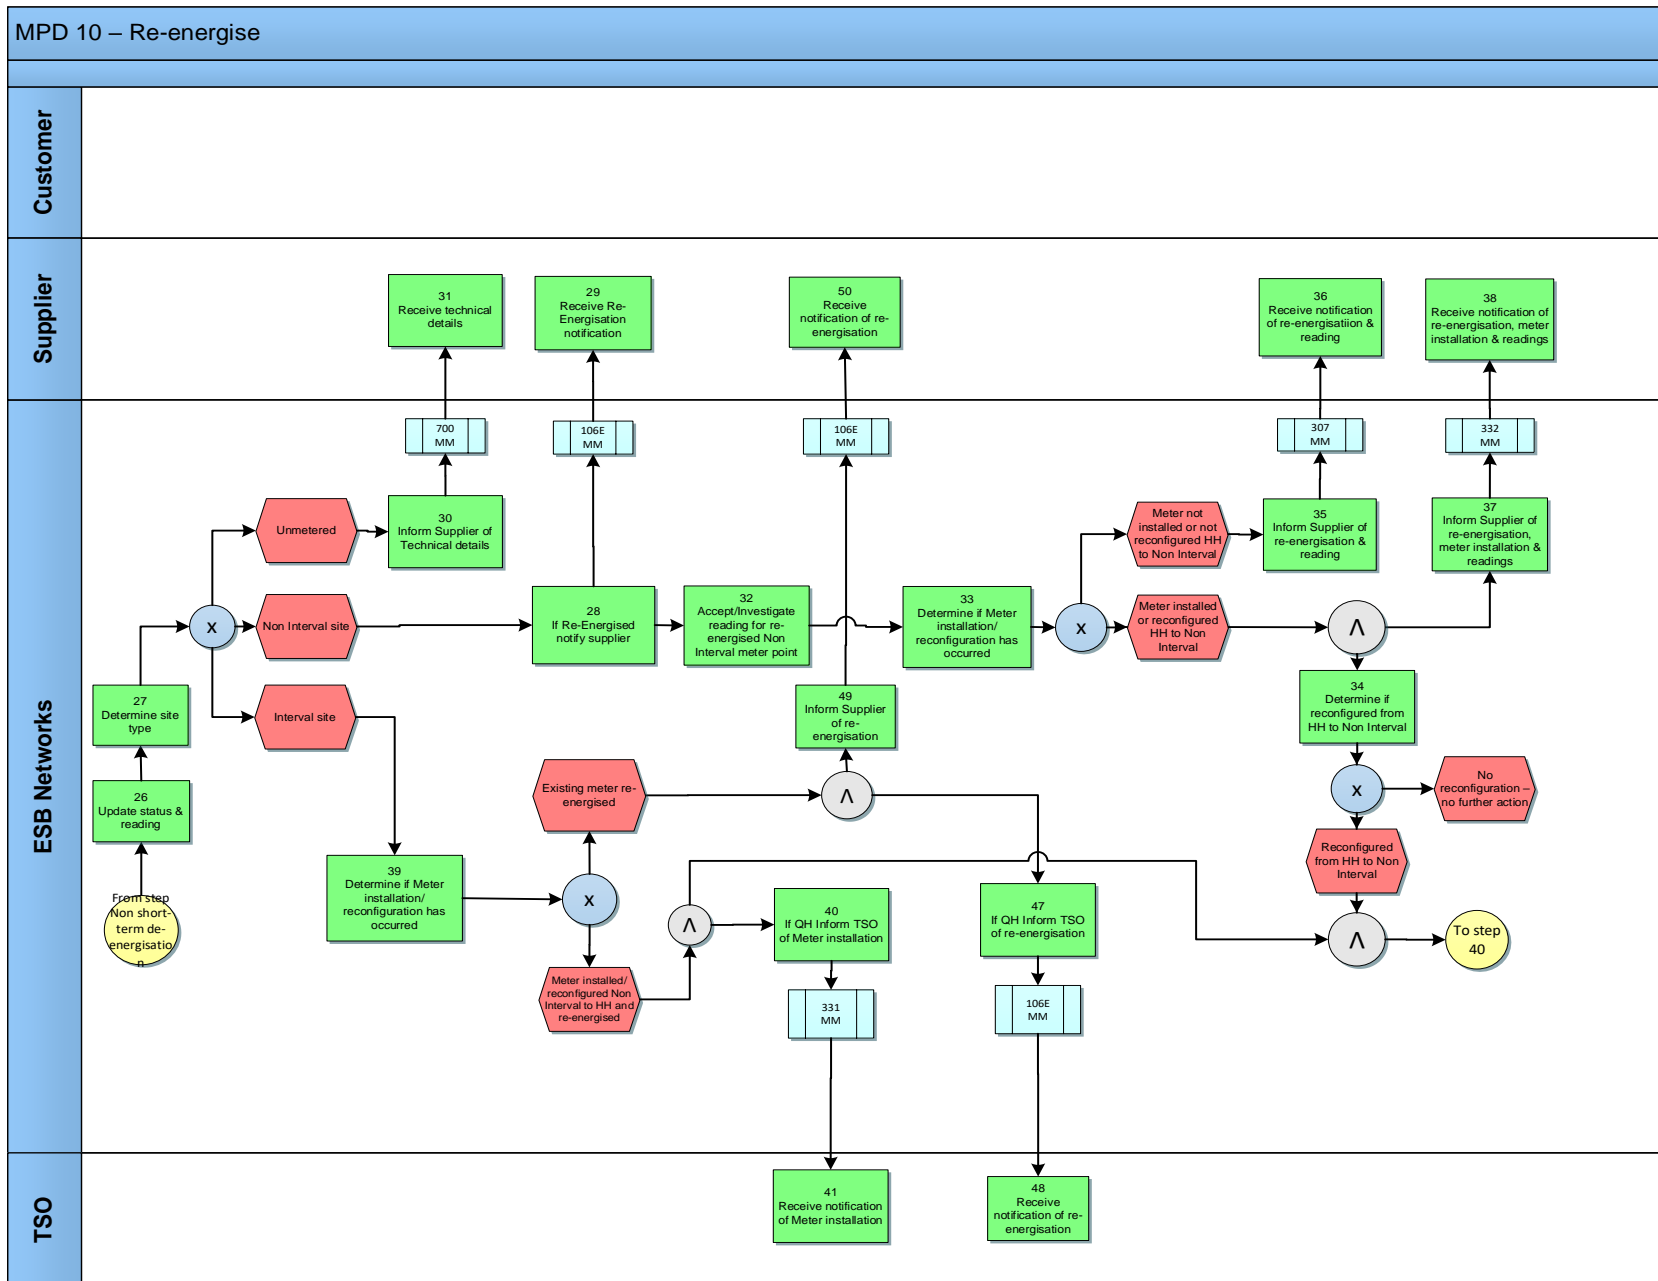 MPD 10 – Re-energise
Customer
Supplier
31
Receive technical
details
29
Receive Re-
Energisation
notification
50
Receive
notification of re-
energisation
36
Receive notification
of re-energisatiion &
reading
38
Receive notification of
re-energisation, meter
installation & readings
ESB Networks
700
MM
106E
MM
106E
MM
307
MM
332
MM
Unmetered
30
Inform Supplier of
Technical details
Meter not
installed or not
reconfigured HH
to Non Interval
35
Inform Supplier of
re-energisation &
reading
37
Inform Supplier of
re-energisation,
meter installation &
readings
x
Non Interval site
28
If Re-Energised
notify supplier
32
Accept/Investigate
reading for re-
energised Non
Interval meter point
33
Determine if Meter
installation/
reconfiguration has
occurred
x
Meter installed
or reconfigured
HH to Non
Interval
Λ
27
Determine site
type
Interval site
49
Inform Supplier
of re-
energisation
34
Determine if
reconfigured from
HH to Non Interval
26
Update status &
reading
Existing meter re-
energised
Λ
x
No
reconfiguration –
no further action
Reconfigured
from HH to Non
Interval
From step
Non short-
term de-
energisatio
n
39
Determine if Meter
installation/
reconfiguration has
occurred
x
Λ
40
If QH Inform TSO
of Meter installation
47
If QH Inform TSO
of re-energisation
Λ
To step
40
Meter installed/
reconfigured Non
Interval to HH and
re-energised
331
MM
106E
MM
TSO
41
Receive notification
of Meter installation
48
Receive
notification of re-
energisation